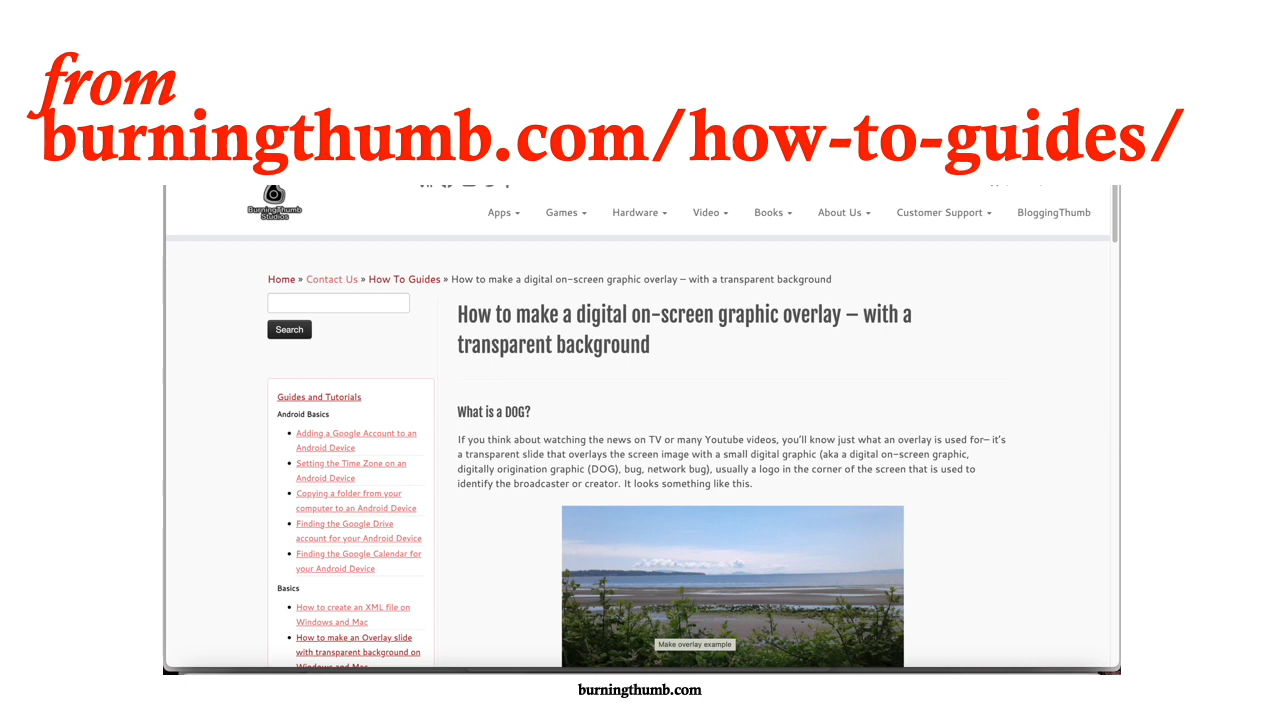 from
burningthumb.com/how-to-guides/
BurningThumb
Studios
Apps Games Hardware Video Books About Us Customer Support BloggingThumb
Home » Contact Us » How To Guides » How to make a digital on-screen graphic overlay – with a transparent background
Search
How to make a digital on-screen graphic overlay – with a
transparent background
Guides and Tutorials
Android Basics
Adding a Google Account to an
Android Device
Setting the Time Zone on an
Android Device
Copying a folder from your
computer to an Android Device
Finding the Google Drive
account for your Android Device
Finding the Google Calendar for
your Android Device
Basics
How to create an XML file on
Windows and Mac
How to make an Overlay slide
with transparent background on
Windows and Mac
What is a DOG?
If you think about watching the news on TV or many Youtube videos, you'll know just what an overlay is used for– it's
a transparent slide that overlays the screen image with a small digital graphic (aka a digital on-screen graphic,
digitally origination graphic (DOG), bug, network bug), usually a logo in the corner of the screen that is used to
identify the broadcaster or creator. It looks something like this.
Make overlay example
burningthumb.com